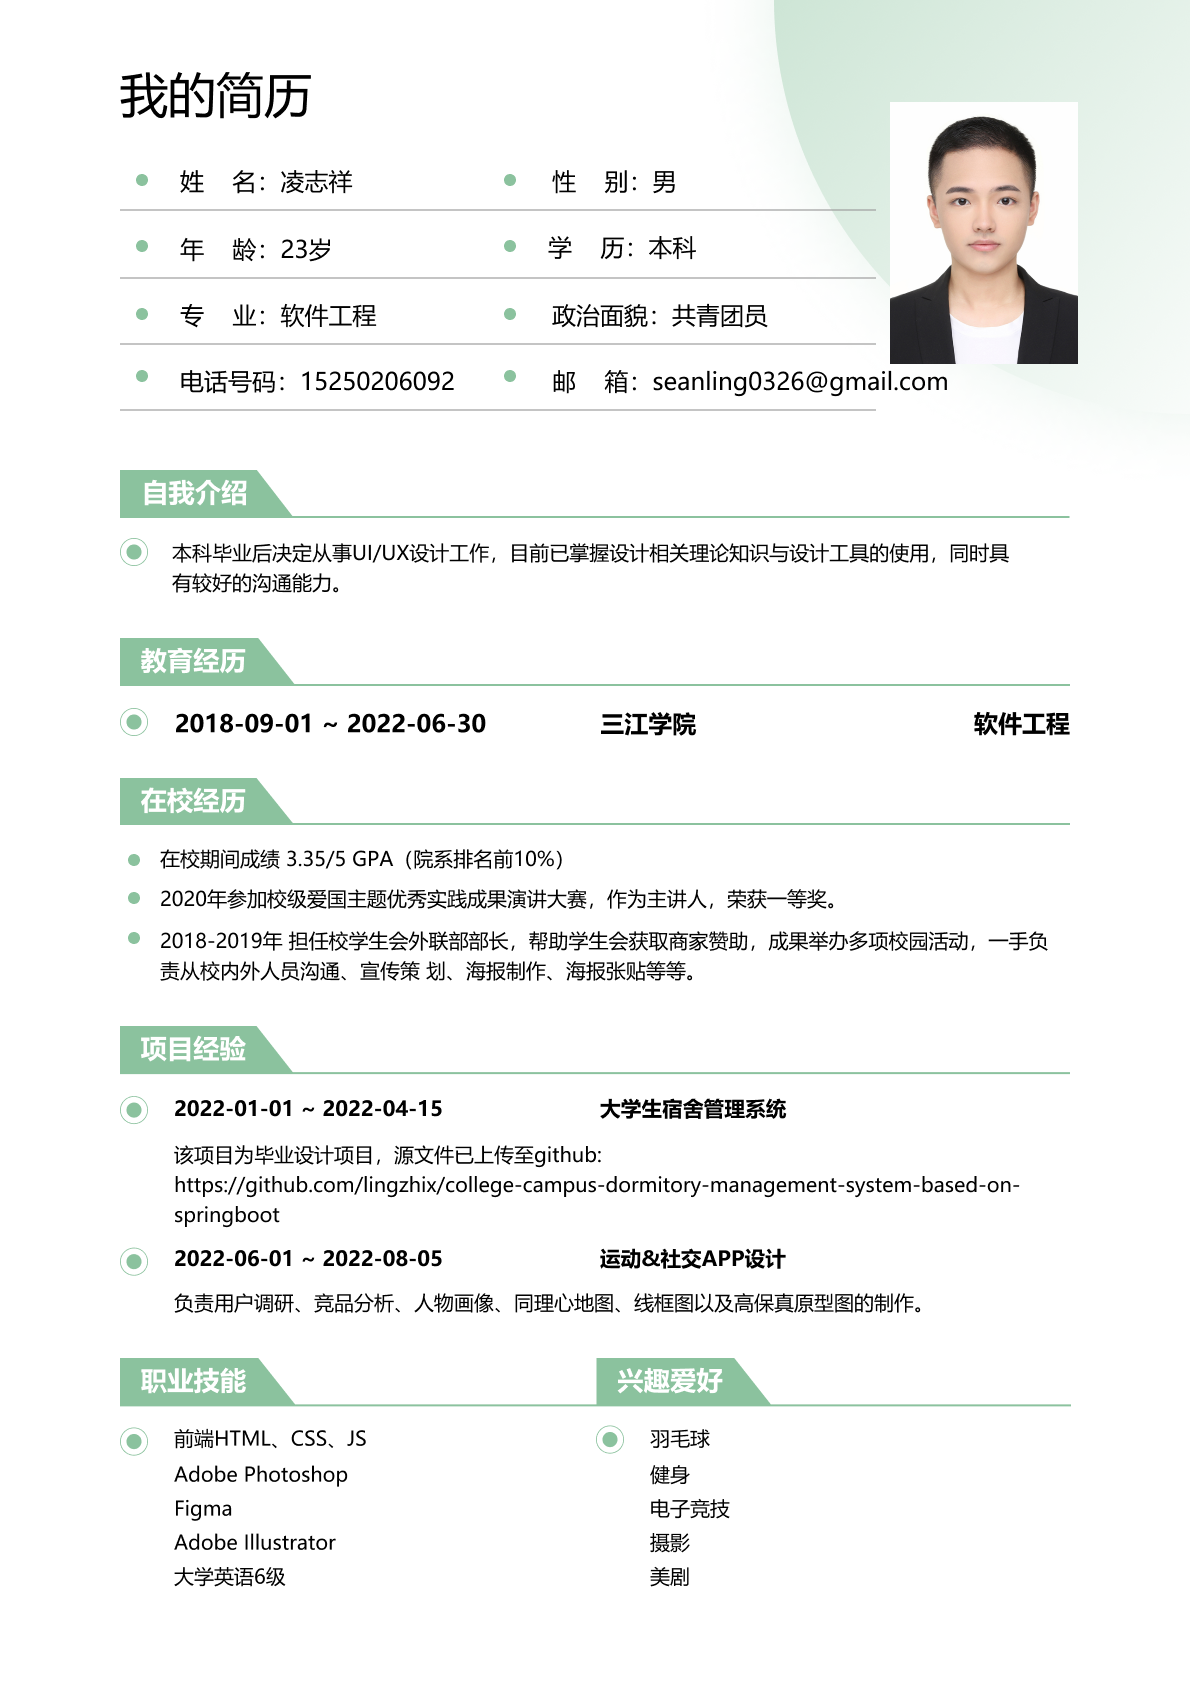 我的简历
姓 名：凌志祥 性 别：男
年 龄：23岁 学 历：本科
专 业：软件工程 政治面貌：共青团员
电话号码：15250206092 邮 箱：seanling0326@gmail.com
自我介绍
本科毕业后决定从事UI/UX设计工作，目前已掌握设计相关理论知识与设计工具的使用，同时具
有较好的沟通能力。
教育经历
2018-09-01 ~ 2022-06-30 三江学院 软件工程
在校经历
在校期间成绩 3.35/5 GPA（院系排名前10%）
2020年参加校级爱国主题优秀实践成果演讲大赛，作为主讲人，荣获一等奖。
2018-2019年 担任校学生会外联部部长，帮助学生会获取商家赞助，成果举办多项校园活动，一手负
责从校内外人员沟通、宣传策 划、海报制作、海报张贴等等。
项目经验
2022-01-01 ~ 2022-04-15 大学生宿舍管理系统
该项目为毕业设计项目，源文件已上传至github:
https://github.com/lingzhix/college-campus-dormitory-management-system-based-on-
springboot
2022-06-01 ~ 2022-08-05 运动&社交APP设计
负责用户调研、竞品分析、人物画像、同理心地图、线框图以及高保真原型图的制作。
职业技能
前端HTML、CSS、JS
Adobe Photoshop
Figma
Adobe Illustrator
大学英语6级
兴趣爱好
羽毛球
健身
电子竞技
摄影
美剧